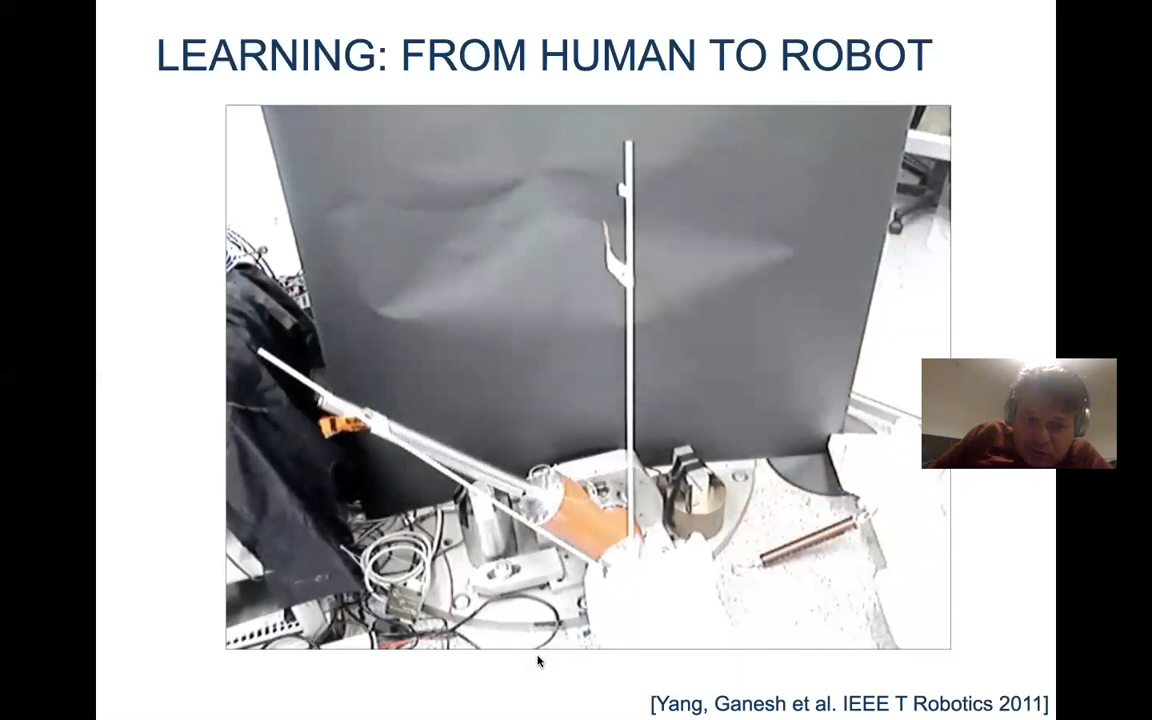 LEARNING: FROM HUMAN TO ROBOT
[Yang, Ganesh et al. IEEE T Robotics 2011]